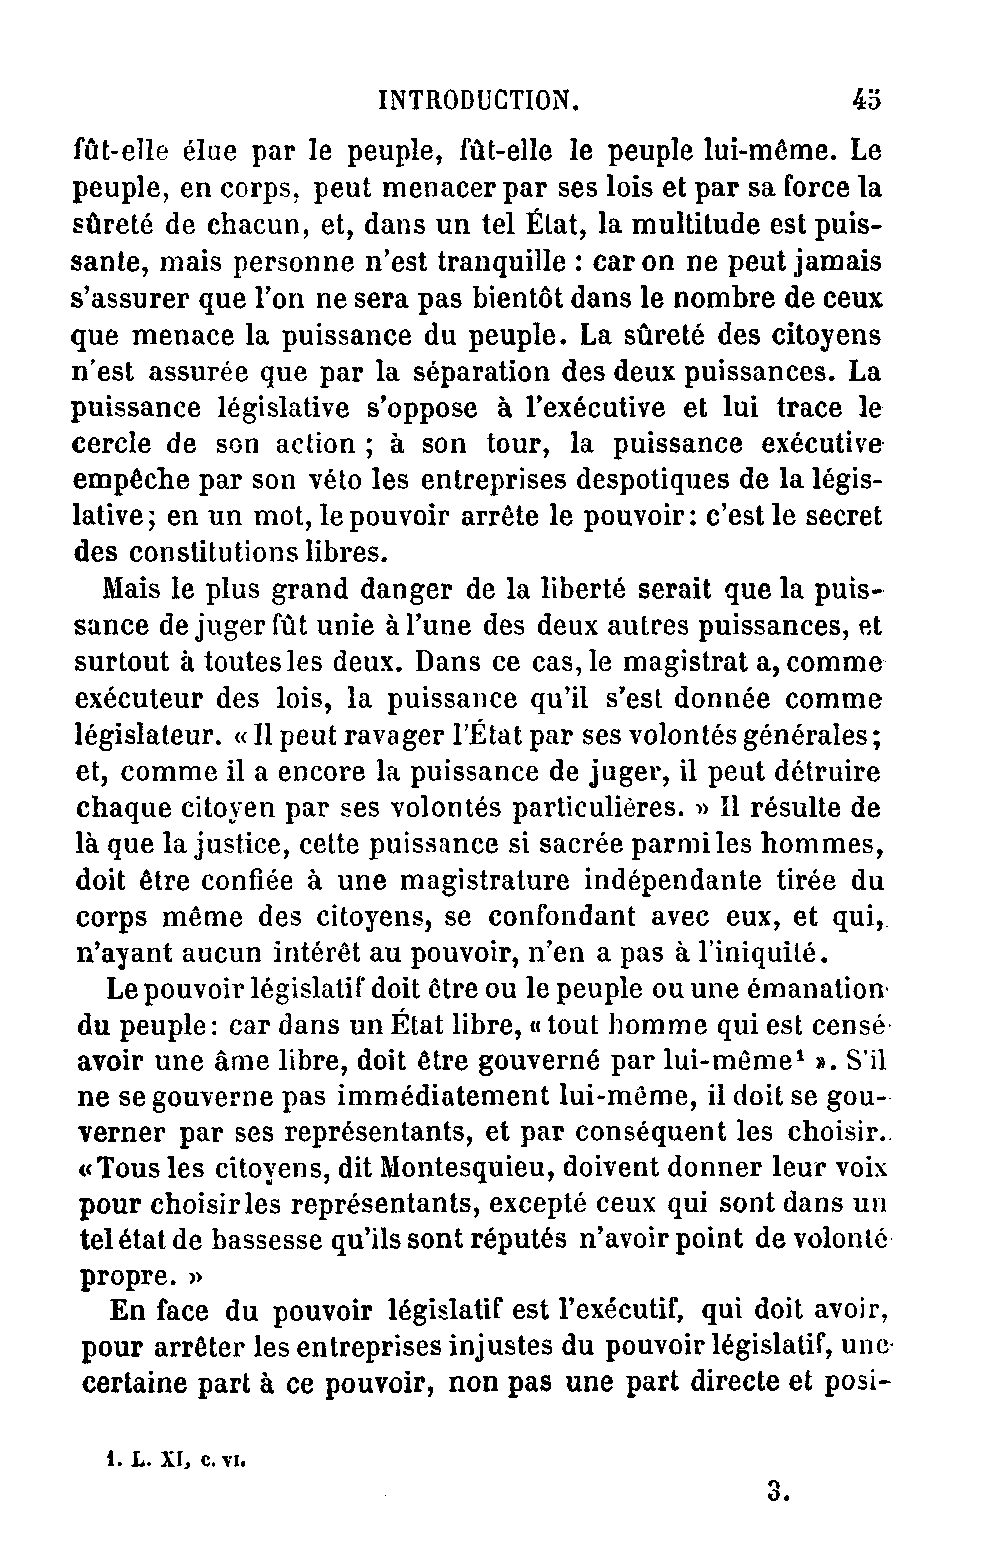 INTRODUCTION. 45
fût-elle élue par le peuple, fût-elle le peuple lui-même. Le
peuple, en corps, peut menacer par ses lois et par sa force la
sûreté de chacun, et, dans un tel État, la multitude est puis-
sante, mais personne n'est tranquille : car on ne peut jamais
s'assurer que l'on ne sera pas bientôt dans le nombre de ceux
que menace la puissance du peuple. La sûreté des citoyens
n'est assurée que par la séparation des deux puissances. La
puissance législative s'oppose à l'exécutive et lui trace le
cercle de son action ; à son tour, la puissance exécutive
empêche par son véto les entreprises despotiques de la légis-
lative; en un mot, le pouvoir arrête le pouvoir: c'est le secret
des constitutions libres.
Mais le plus grand danger de la liberté serait que la puis-
sance de juger fût unie à l'une des deux autres puissances, et
surtout à toutes les deux. Dans ce cas, le magistrat a, comme
exécuteur des lois, la puissance qu'il s'est donnée comme
législateur. « Il peut ravager l'État par ses volontés générales;
et, comme il a encore la puissance de juger, il peut détruire
chaque citoyen par ses volontés particulières. » Il résulte de
là que la justice, cette puissance si sacrée parmi les hommes,
doit être confiée à une magistrature indépendante tirée du
corps même des citoyens, se confondant avec eux, et qui,
n'ayant aucun intérêt au pouvoir, n'en a pas à l'iniquité.
Le pouvoir législatif doit être ou le peuple ou une émanation
du peuple: car dans un État libre, « tout homme qui est censé
avoir une âme libre, doit être gouverné par lui-même¹ ». S'il
ne se gouverne pas immédiatement lui-même, il doit se gou-
verner par ses représentants, et par conséquent les choisir.
« Tous les citoyens, dit Montesquieu, doivent donner leur voix
pour choisir les représentants, excepté ceux qui sont dans un
tel état de bassesse qu'ils sont réputés n'avoir point de volonté
propre. »
En face du pouvoir législatif est l'exécutif, qui doit avoir,
pour arrêter les entreprises injustes du pouvoir législatif, une
certaine part à ce pouvoir, non pas une part directe et posi-
1. L. XI, c. VI.
3.